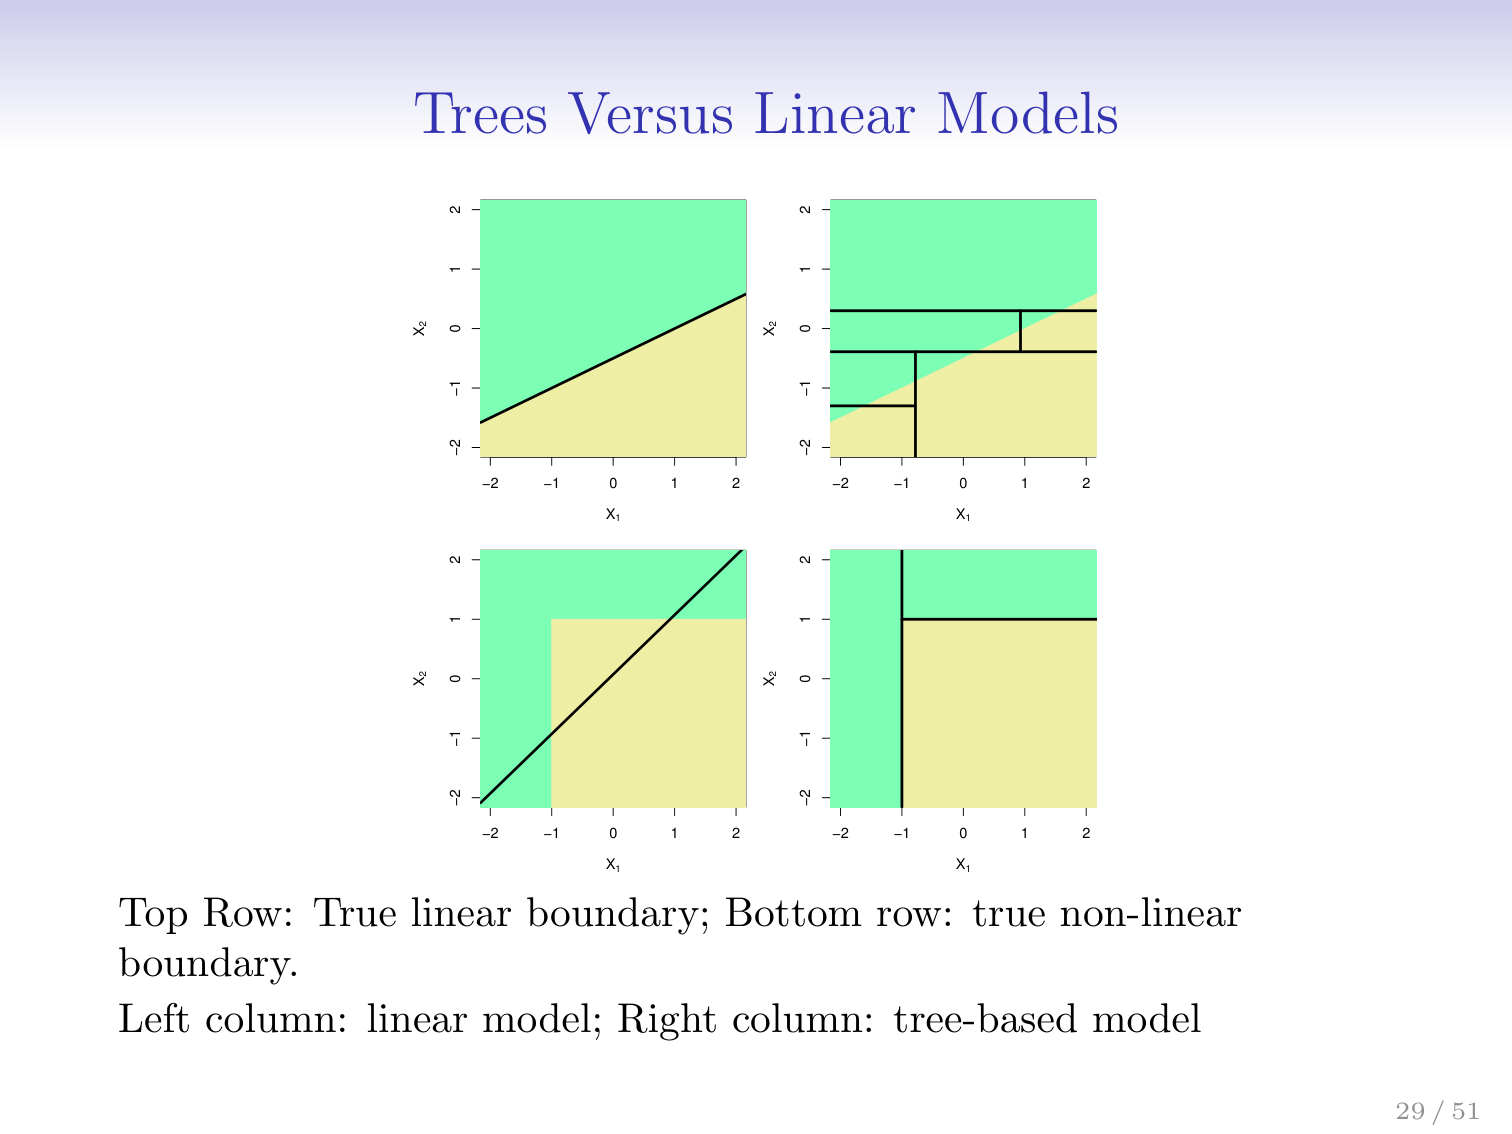 Trees Versus Linear Models
2
1
0
−1
−2
X2
−2 −1 0 1 2
X1
2
1
0
−1
−2
X2
−2 −1 0 1 2
X1
2
1
0
−1
−2
X2
−2 −1 0 1 2
X1
2
1
0
−1
−2
X2
−2 −1 0 1 2
X1
Top Row: True linear boundary; Bottom row: true non-linear
boundary.
Left column: linear model; Right column: tree-based model
29 / 51